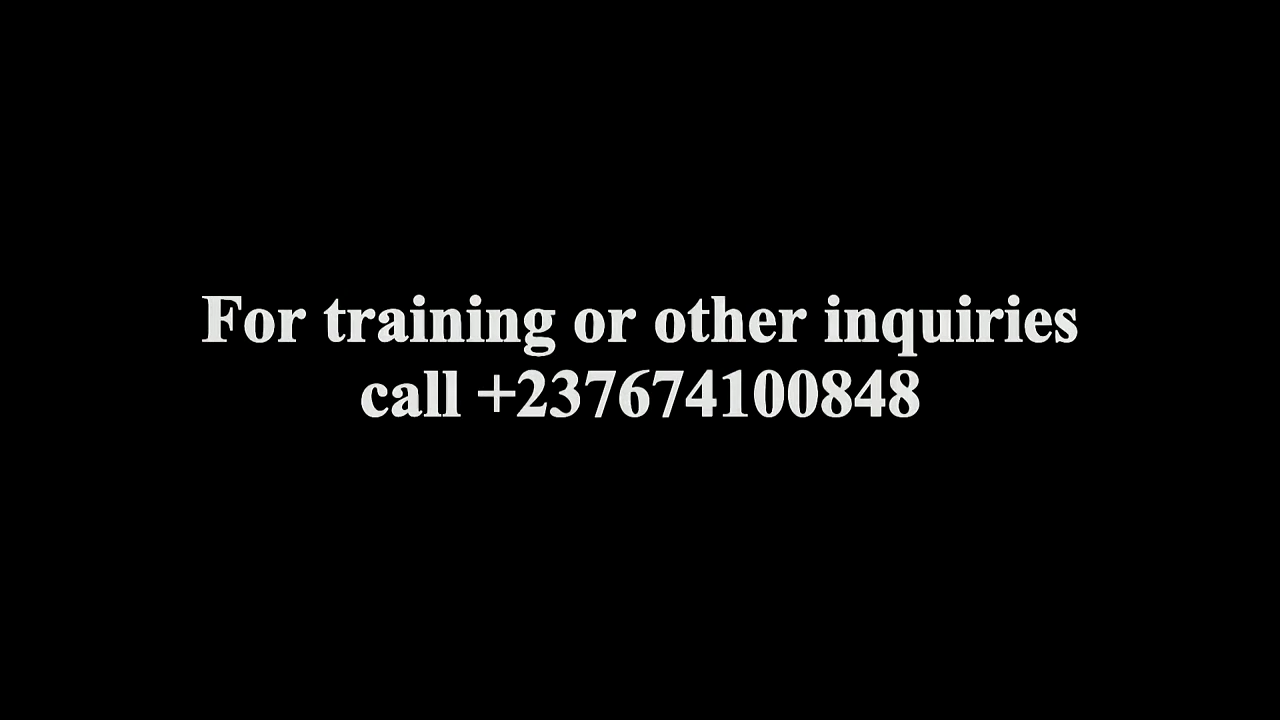 For training or other inquiries
call +237674100848